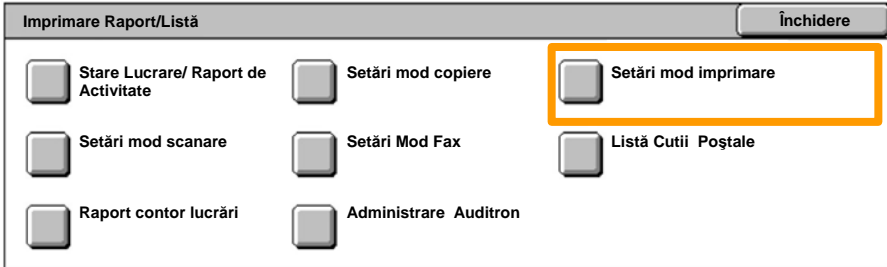 Imprimare Raport/Listă
Închidere
Stare Lucrare/ Raport de
Activitate
Setări mod copiere
Setări mod imprimare
Setări mod scanare
Setări Mod Fax
Listă Cutii Poştale
Raport contor lucrări
Administrare Auditron